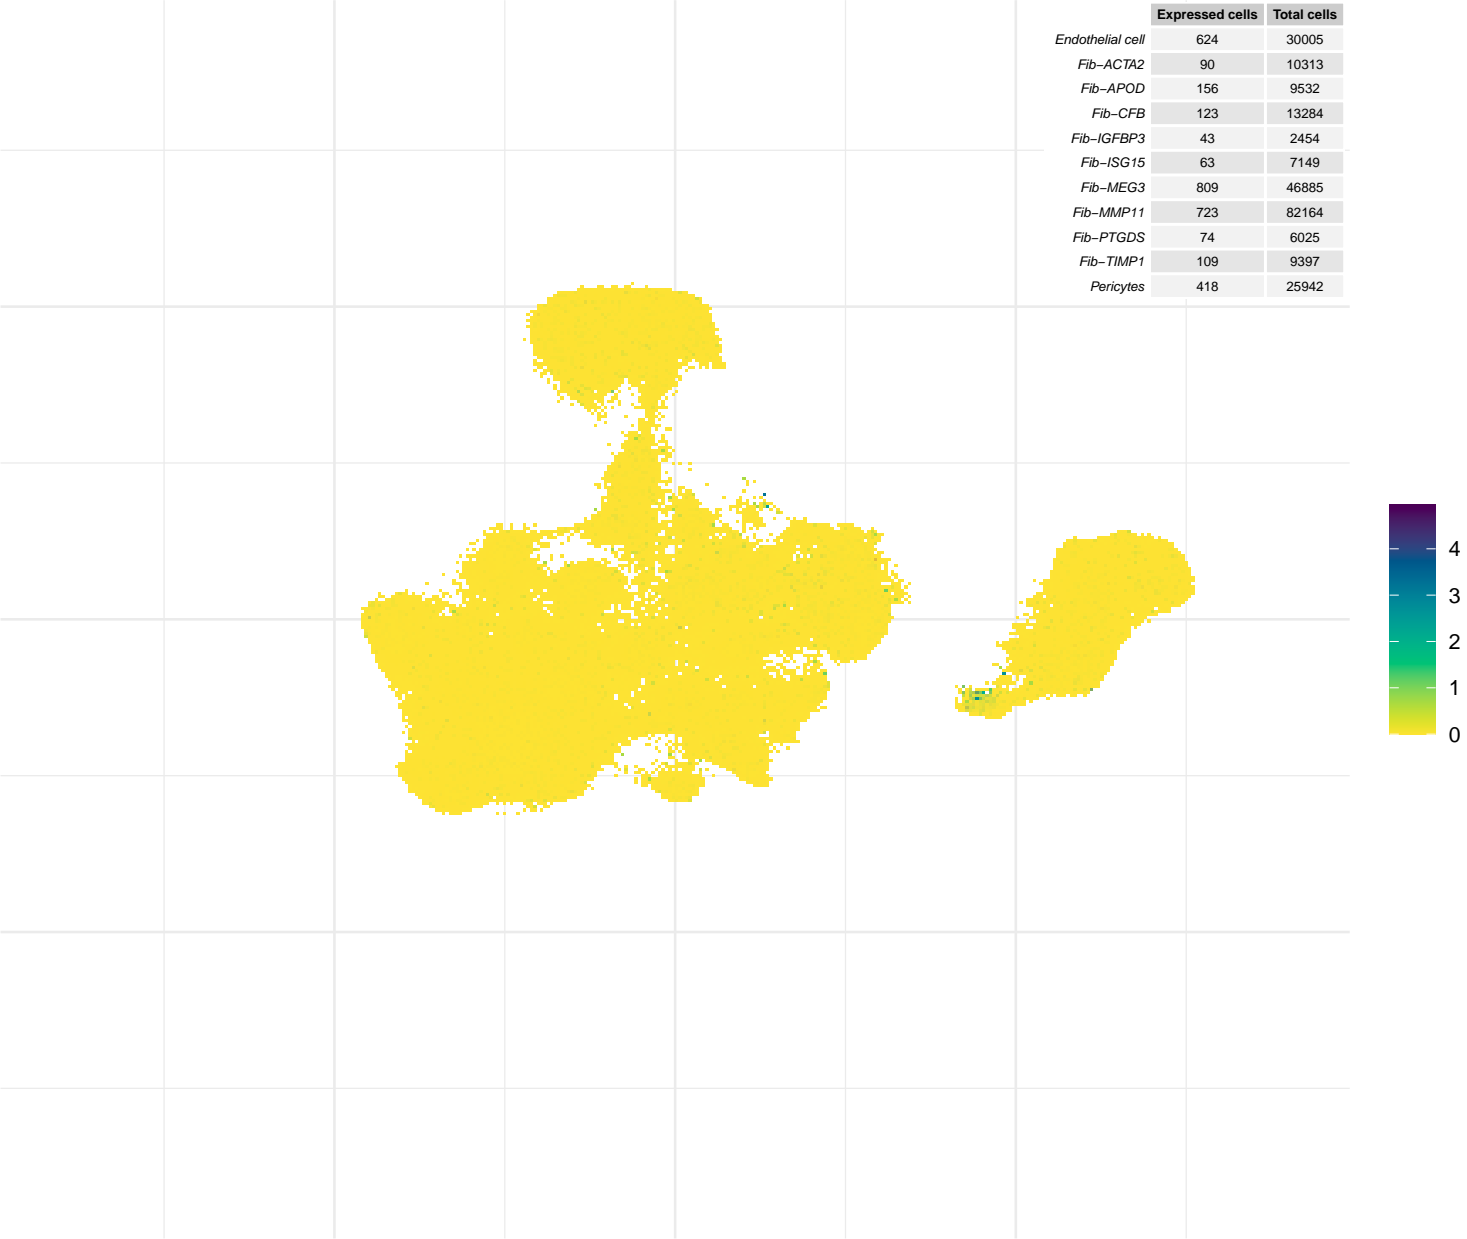 Expressed cells Total cells
Endothelial cell 624 30005
Fib−ACTA2 90 10313
Fib−APOD 156 9532
Fib−CFB 123 13284
Fib−IGFBP3 43 2454
Fib−ISG15 63 7149
Fib−MEG3 809 46885
Fib−MMP11 723 82164
Fib−PTGDS 74 6025
Fib−TIMP1 109 9397
Pericytes 418 25942
4
3
2
1
0